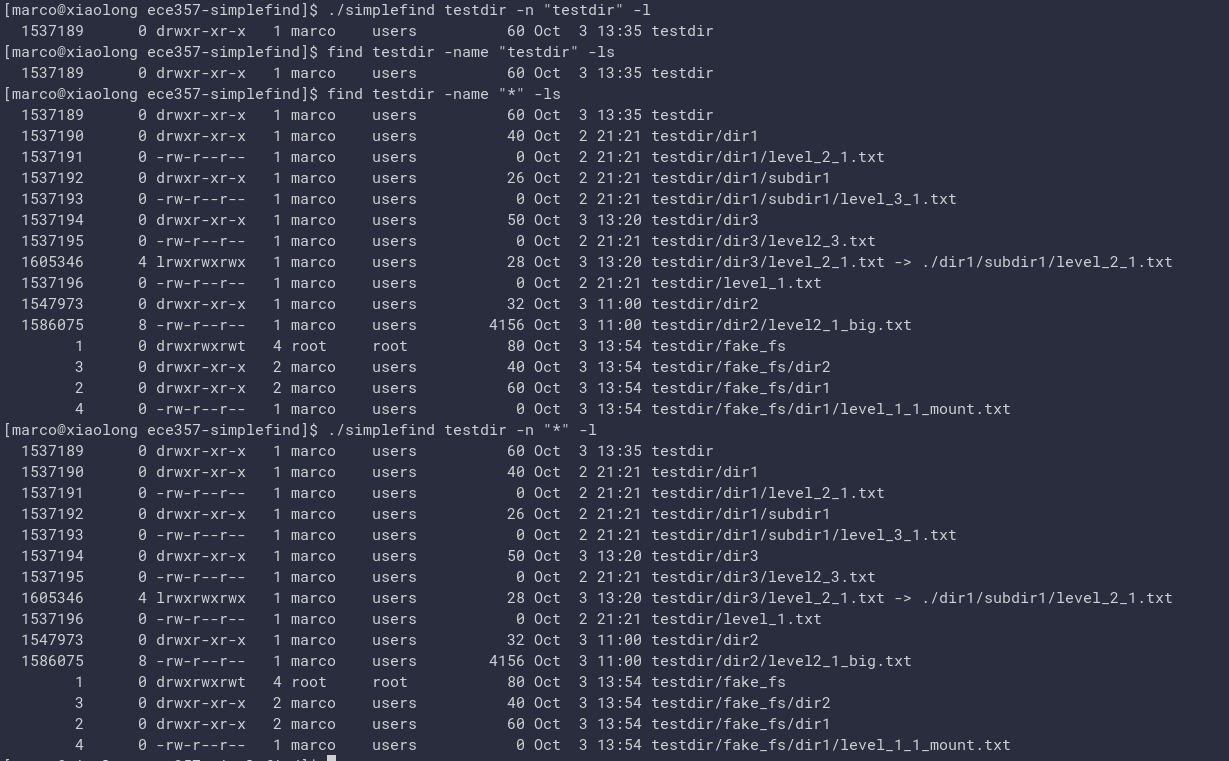 [marco@xiaolong ece357-simplefind]$ ./simplefind testdir -n "testdir" -l
  1537189      0 drwxr-xr-x   1 marco    users          60 Oct  3 13:35 testdir
[marco@xiaolong ece357-simplefind]$ find testdir -name "testdir" -ls
  1537189      0 drwxr-xr-x   1 marco    users          60 Oct  3 13:35 testdir
[marco@xiaolong ece357-simplefind]$ find testdir -name "*" -ls
  1537189      0 drwxr-xr-x   1 marco    users          60 Oct  3 13:35 testdir
  1537190      0 drwxr-xr-x   1 marco    users          40 Oct  2 21:21 testdir/dir1
  1537191      0 -rw-r--r--   1 marco    users           0 Oct  2 21:21 testdir/dir1/level_2_1.txt
  1537192      0 drwxr-xr-x   1 marco    users          26 Oct  2 21:21 testdir/dir1/subdir1
  1537193      0 -rw-r--r--   1 marco    users           0 Oct  2 21:21 testdir/dir1/subdir1/level_3_1.txt
  1537194      0 drwxr-xr-x   1 marco    users          50 Oct  3 13:20 testdir/dir3
  1537195      0 -rw-r--r--   1 marco    users           0 Oct  2 21:21 testdir/dir3/level2_3.txt
  1605346      4 lrwxrwxrwx   1 marco    users          28 Oct  3 13:20 testdir/dir3/level_2_1.txt -> ./dir1/subdir1/level_2_1.txt
  1537196      0 -rw-r--r--   1 marco    users           0 Oct  2 21:21 testdir/level_1.txt
  1547973      0 drwxr-xr-x   1 marco    users          32 Oct  3 11:00 testdir/dir2
  1586075      8 -rw-r--r--   1 marco    users        4156 Oct  3 11:00 testdir/dir2/level2_1_big.txt
        1      0 drwxrwxrwt   4 root     root           80 Oct  3 13:54 testdir/fake_fs
        3      0 drwxr-xr-x   2 marco    users          40 Oct  3 13:54 testdir/fake_fs/dir2
        2      0 drwxr-xr-x   2 marco    users          60 Oct  3 13:54 testdir/fake_fs/dir1
        4      0 -rw-r--r--   1 marco    users           0 Oct  3 13:54 testdir/fake_fs/dir1/level_1_1_mount.txt
[marco@xiaolong ece357-simplefind]$ ./simplefind testdir -n "*" -l
  1537189      0 drwxr-xr-x   1 marco    users          60 Oct  3 13:35 testdir
  1537190      0 drwxr-xr-x   1 marco    users          40 Oct  2 21:21 testdir/dir1
  1537191      0 -rw-r--r--   1 marco    users           0 Oct  2 21:21 testdir/dir1/level_2_1.txt
  1537192      0 drwxr-xr-x   1 marco    users          26 Oct  2 21:21 testdir/dir1/subdir1
  1537193      0 -rw-r--r--   1 marco    users           0 Oct  2 21:21 testdir/dir1/subdir1/level_3_1.txt
  1537194      0 drwxr-xr-x   1 marco    users          50 Oct  3 13:20 testdir/dir3
  1537195      0 -rw-r--r--   1 marco    users           0 Oct  2 21:21 testdir/dir3/level2_3.txt
  1605346      4 lrwxrwxrwx   1 marco    users          28 Oct  3 13:20 testdir/dir3/level_2_1.txt -> ./dir1/subdir1/level_2_1.txt
  1537196      0 -rw-r--r--   1 marco    users           0 Oct  2 21:21 testdir/level_1.txt
  1547973      0 drwxr-xr-x   1 marco    users          32 Oct  3 11:00 testdir/dir2
  1586075      8 -rw-r--r--   1 marco    users        4156 Oct  3 11:00 testdir/dir2/level2_1_big.txt
        1      0 drwxrwxrwt   4 root     root           80 Oct  3 13:54 testdir/fake_fs
        3      0 drwxr-xr-x   2 marco    users          40 Oct  3 13:54 testdir/fake_fs/dir2
        2      0 drwxr-xr-x   2 marco    users          60 Oct  3 13:54 testdir/fake_fs/dir1
        4      0 -rw-r--r--   1 marco    users           0 Oct  3 13:54 testdir/fake_fs/dir1/level_1_1_mount.txt